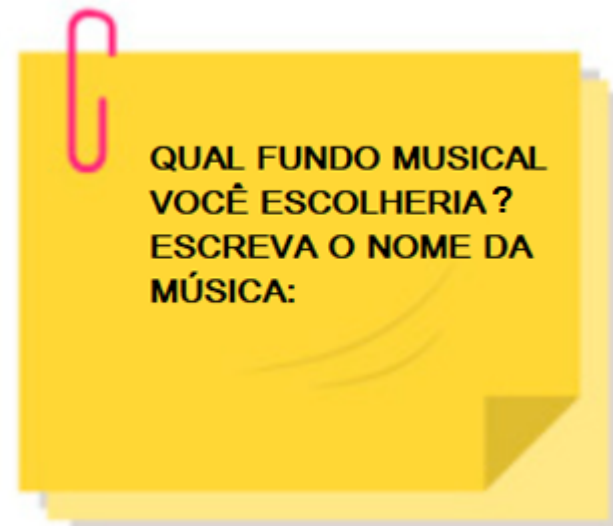 QUAL FUNDO MUSICAL
VOCÊ ESCOLHERIA?
ESCREVA O NOME DA
MÚSICA: